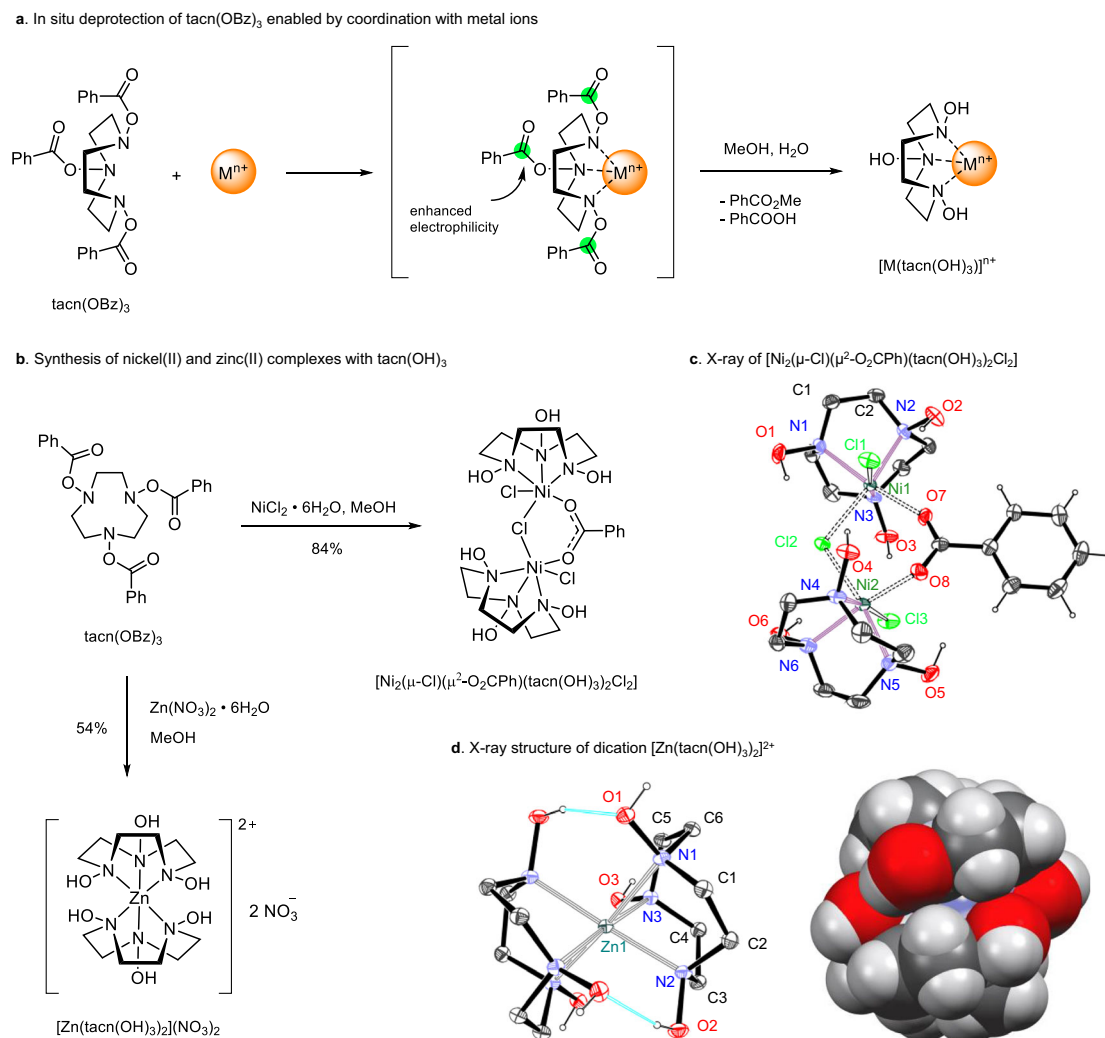 a. In situ deprotection of tacn(OBz)₃ enabled by coordination with metal ions
Ph
O
O
N
Ph
O
O
N
N
Ph
O
O
tacn(OBz)₃
+
Mⁿ⁺
Ph
O
O
N
Ph
O
O
N
Mⁿ⁺
N
Ph
O
O
enhanced
electrophilicity
MeOH, H₂O
- PhCO₂Me
- PhCOOH
OH
N
HO
N
Mⁿ⁺
N
OH
[M(tacn(OH)₃)]ⁿ⁺
b. Synthesis of nickel(II) and zinc(II) complexes with tacn(OH)₃
Ph
O
O
N
N
O
Ph
O
N
O
O
Ph
tacn(OBz)₃
NiCl₂ • 6H₂O, MeOH
84%
OH
N
HO
N
N
OH
Cl
Ni
O
Cl
Ph
O
HO
Ni
Cl
N
N
N
OH
HO
[Ni₂(μ-Cl)(μ²-O₂CPh)(tacn(OH)₃)₂Cl₂]
54%
Zn(NO₃)₂ • 6H₂O
MeOH
OH
N
HO
N
N
OH
Zn
HO
N
N
OH
N
OH
2+
2 NO₃⁻
[Zn(tacn(OH)₃)₂](NO₃)₂
c. X-ray of [Ni₂(μ-Cl)(μ²-O₂CPh)(tacn(OH)₃)₂Cl₂]
C1
C2
N2
O2
N1
O1
Cl1
Ni1
O7
N3
O3
Cl2
O4
Ni2
O8
N4
Cl3
O6
N6
N5
O5
d. X-ray structure of dication [Zn(tacn(OH)₃)₂]²⁺
O1
C5
C6
N1
O3
C1
N3
C4
Zn1
C2
N2
C3
O2